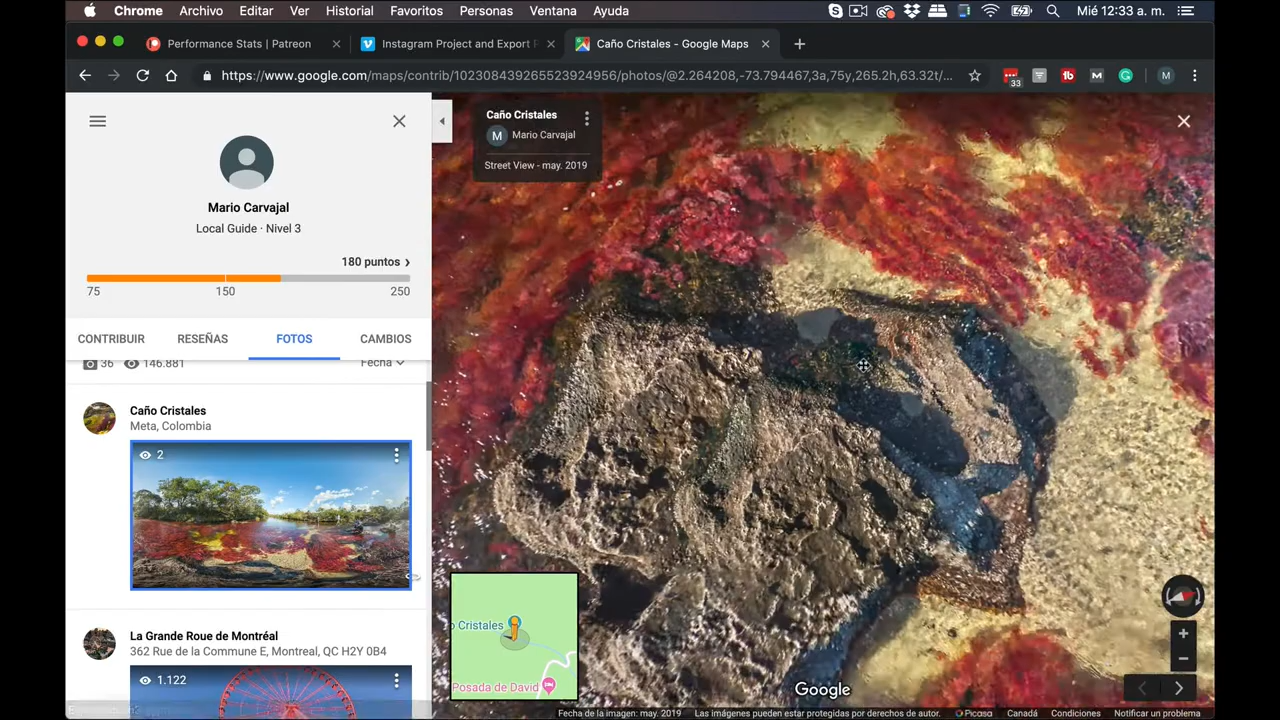 Chrome Archivo Editar Ver Historial Favoritos Personas Ventana Ayuda Mié 12:33 a. m.
Performance Stats | Patreon
Instagram Project and Export P
Caño Cristales - Google Maps
https://www.google.com/maps/contrib/102308439265523924956/photos/@2.264208,-73.794467,3a,75y,265.2h,63.32t/...
33
M
Mario Carvajal
Local Guide · Nivel 3
180 puntos
75 150 250
CONTRIBUIR RESEÑAS FOTOS CAMBIOS
36 146.881 Fecha
Caño Cristales
Meta, Colombia
2
La Grande Roue de Montréal
362 Rue de la Commune E, Montreal, QC H2Y 0B4
1.122
Caño Cristales
M Mario Carvajal
Street View - may. 2019
o Cristales
Posada de David
Google
Fecha de la imagen: may. 2019 Las imágenes pueden estar protegidas por derechos de autor. Picasa Canadá Condiciones Notificar un problema